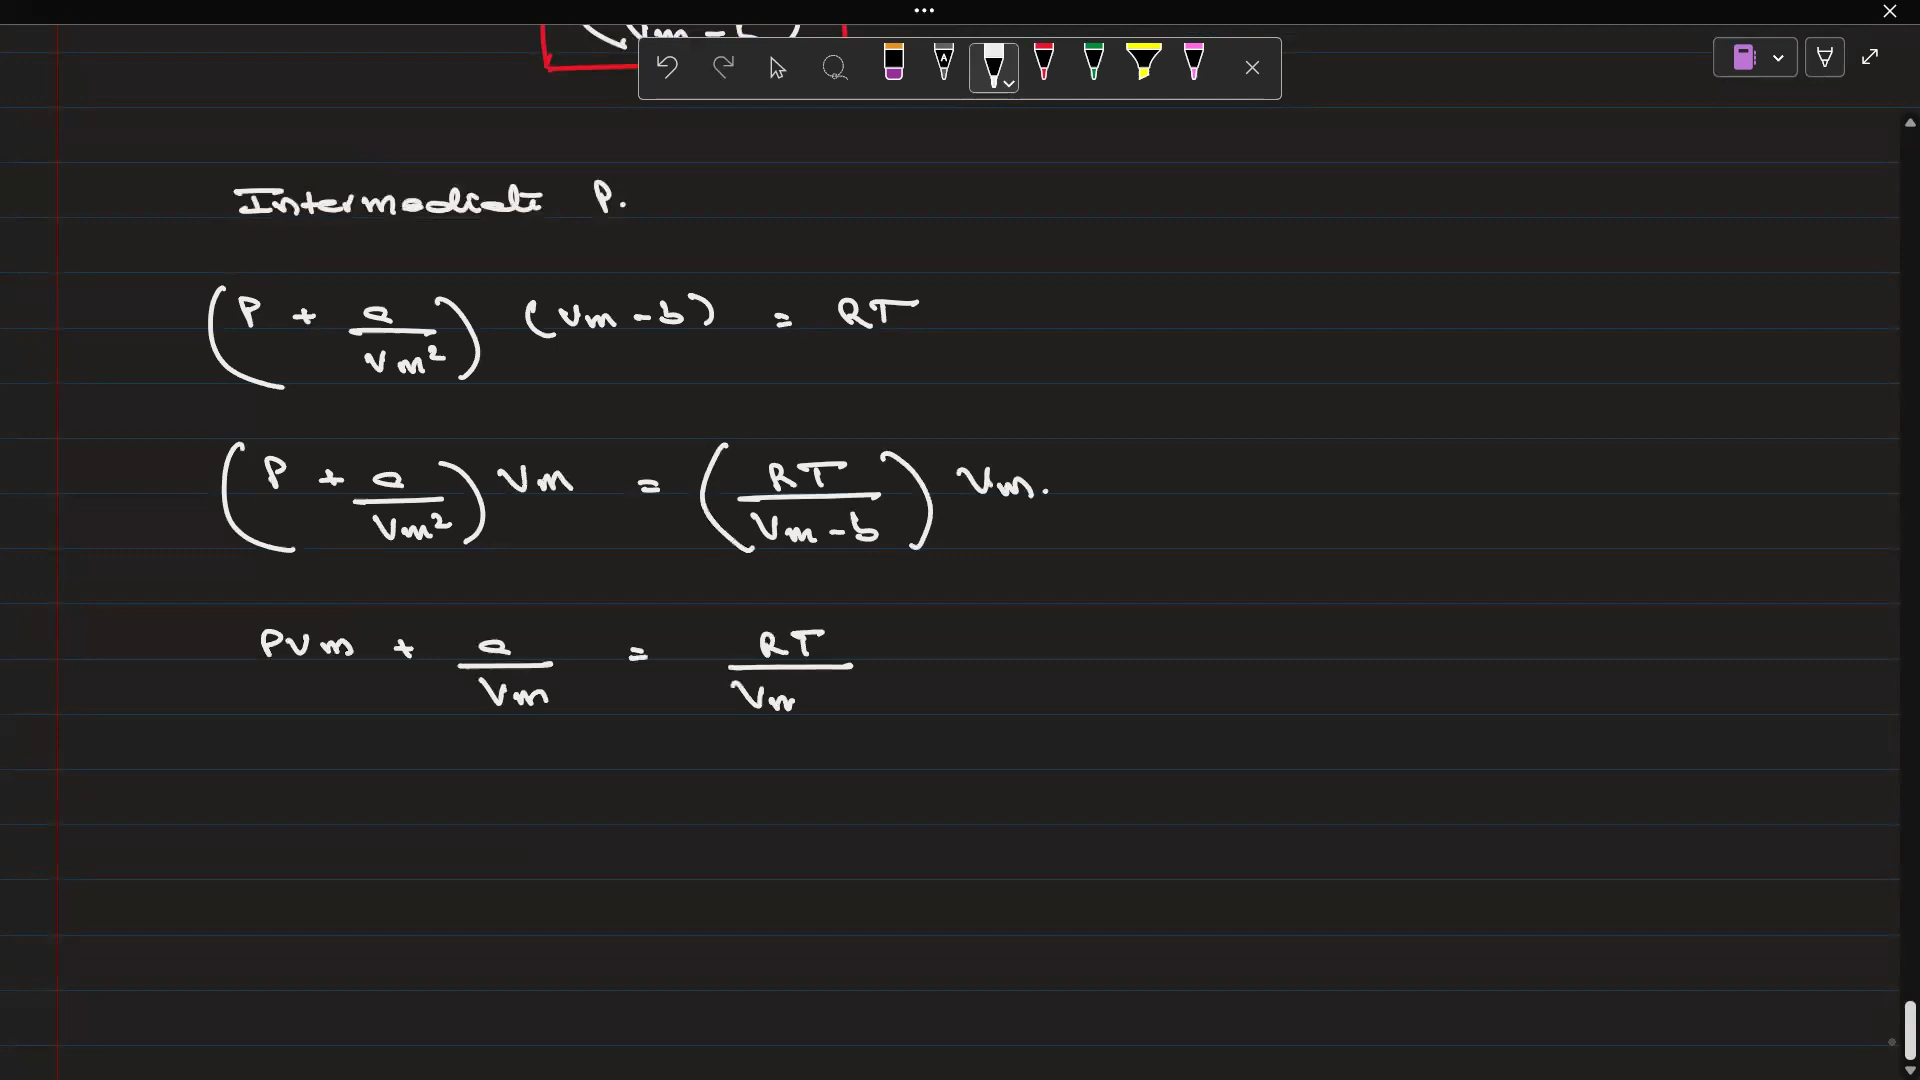 Intermediate P.
(P + a/Vm²) (Vm - b) = RT
(P + a/Vm²) Vm = (RT/Vm - b) Vm.
PVm + a/Vm = RT/Vm